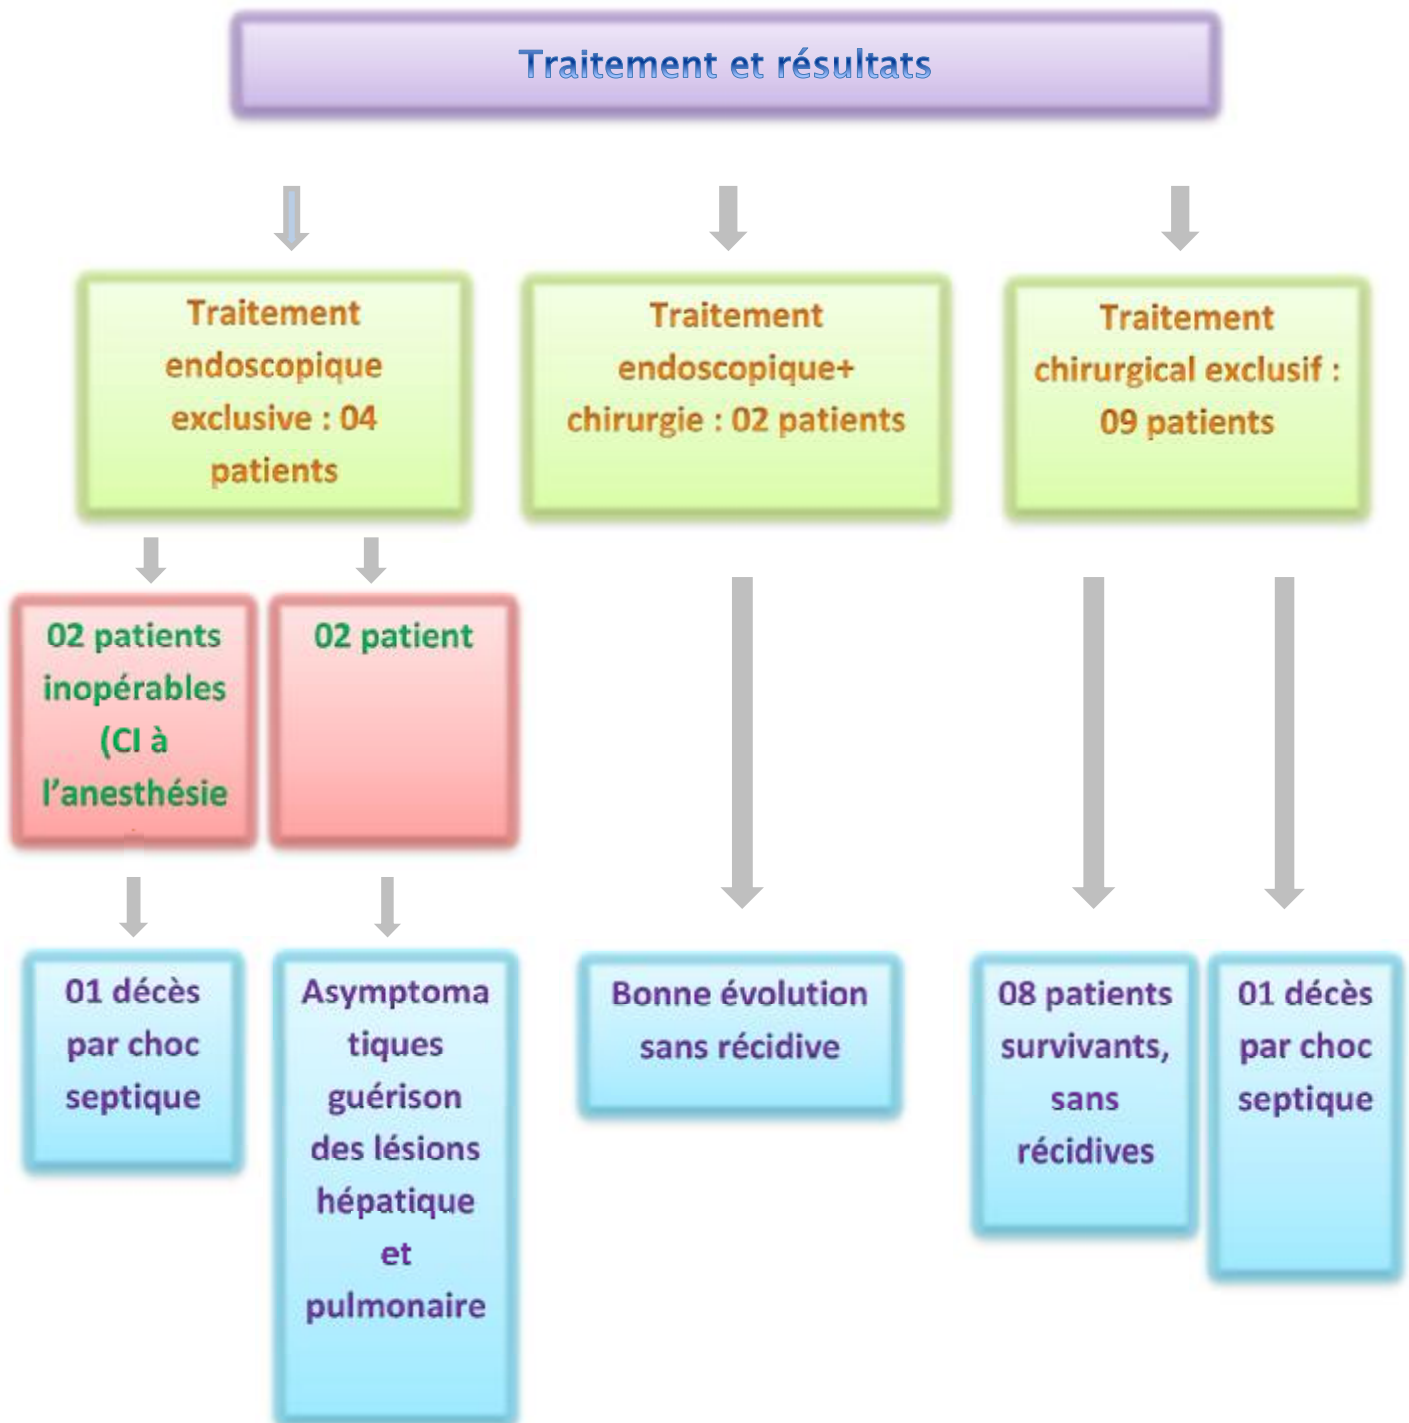 Traitement et résultats
Traitement
endoscopique
exclusive : 04
patients
Traitement
endoscopique+
chirurgie : 02 patients
Traitement
chirurgical exclusif :
09 patients
02 patients
inopérables
(CI à
l’anesthésie
02 patient
01 décès
par choc
septique
Asymptoma
tiques
guérison
des lésions
hépatique
et
pulmonaire
Bonne évolution
sans récidive
08 patients
survivants,
sans
récidives
01 décès
par choc
septique